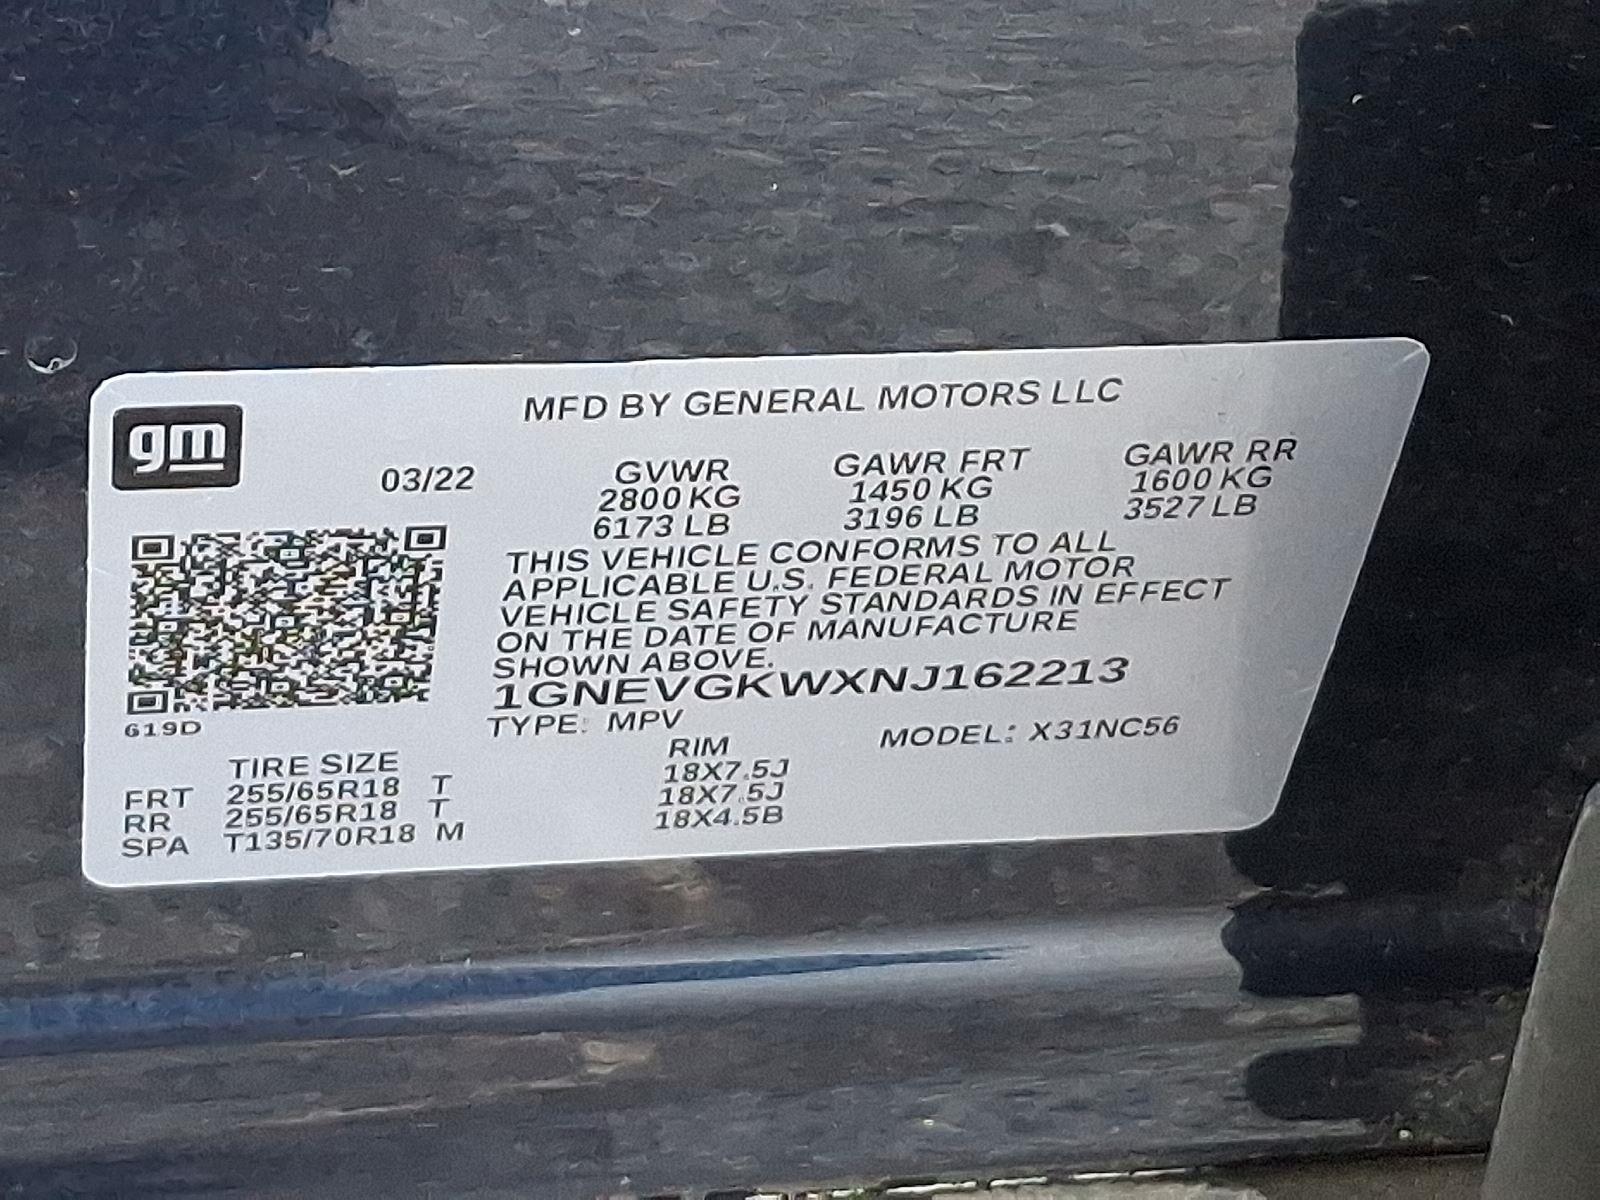 gm
MFD BY GENERAL MOTORS LLC
03/22
GVWR GAWR FRT GAWR RR
2800 KG 1450 KG 1600 KG
6173 LB 3196 LB 3527 LB
THIS VEHICLE CONFORMS TO ALL
APPLICABLE U.S. FEDERAL MOTOR
VEHICLE SAFETY STANDARDS IN EFFECT
ON THE DATE OF MANUFACTURE
SHOWN ABOVE.
1GNEVGKWXNJ162213
619D
TYPE: MPV MODEL: X31NC56
TIRE SIZE RIM
FRT 255/65R18 T 18X7.5J
RR 255/65R18 T 18X7.5J
SPA T135/70R18 M 18X4.5B